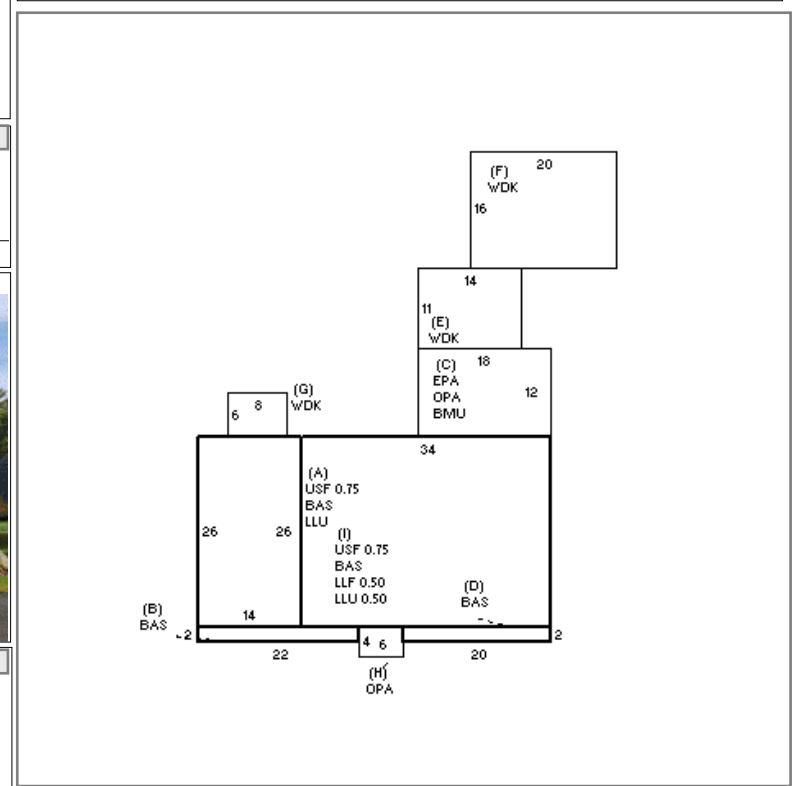 20
(F)
WDK
16
14
11
(E)
WDK
18
(C)
EPA
OPA
BMU
12
(G)
WDK
8
6
34
(A)
USF 0.75
BAS
LLU
26
26
(I)
USF 0.75
BAS
LLF 0.50
LLU 0.50
(D)
BAS
14
(B)
BAS
2
4 6
2
22
20
(H)
OPA